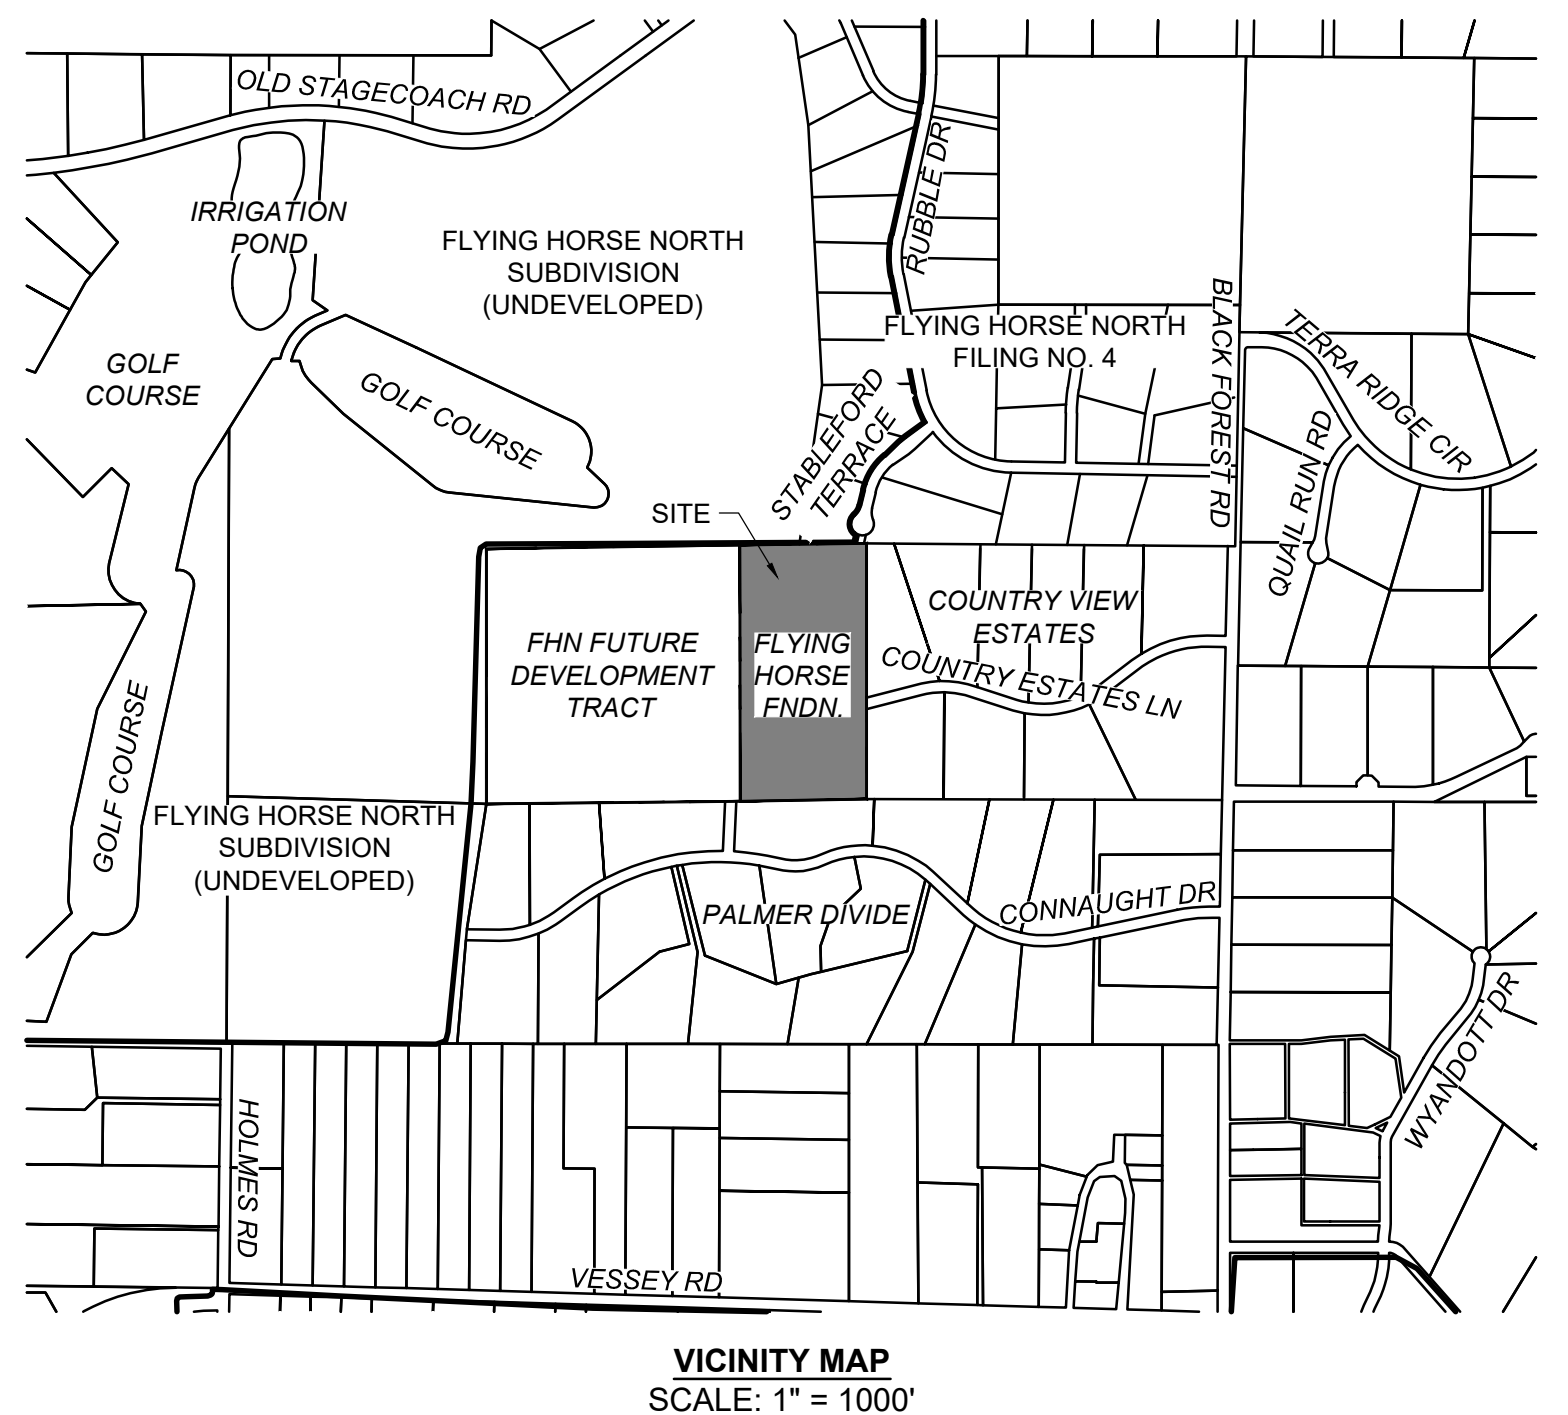 OLD STAGECOACH RD
IRRIGATION
POND
FLYING HORSE NORTH
SUBDIVISION
(UNDEVELOPED)
RUBBLE DR
GOLF
COURSE
GOLF COURSE
FLYING HORSE NORTH
FILING NO. 4
BLACK FOREST RD
TERRA RIDGE CIR
QUAIL RUN RD
STABLEFORD
TERRACE
SITE
FHN FUTURE
DEVELOPMENT
TRACT
FLYING
HORSE
FNDN.
COUNTRY VIEW
ESTATES
COUNTRY ESTATES LN
GOLF COURSE
FLYING HORSE NORTH
SUBDIVISION
(UNDEVELOPED)
PALMER DIVIDE
CONNAUGHT DR
WYANDOTT DR
HOLMES RD
VESSEY RD
VICINITY MAP
SCALE: 1" = 1000'